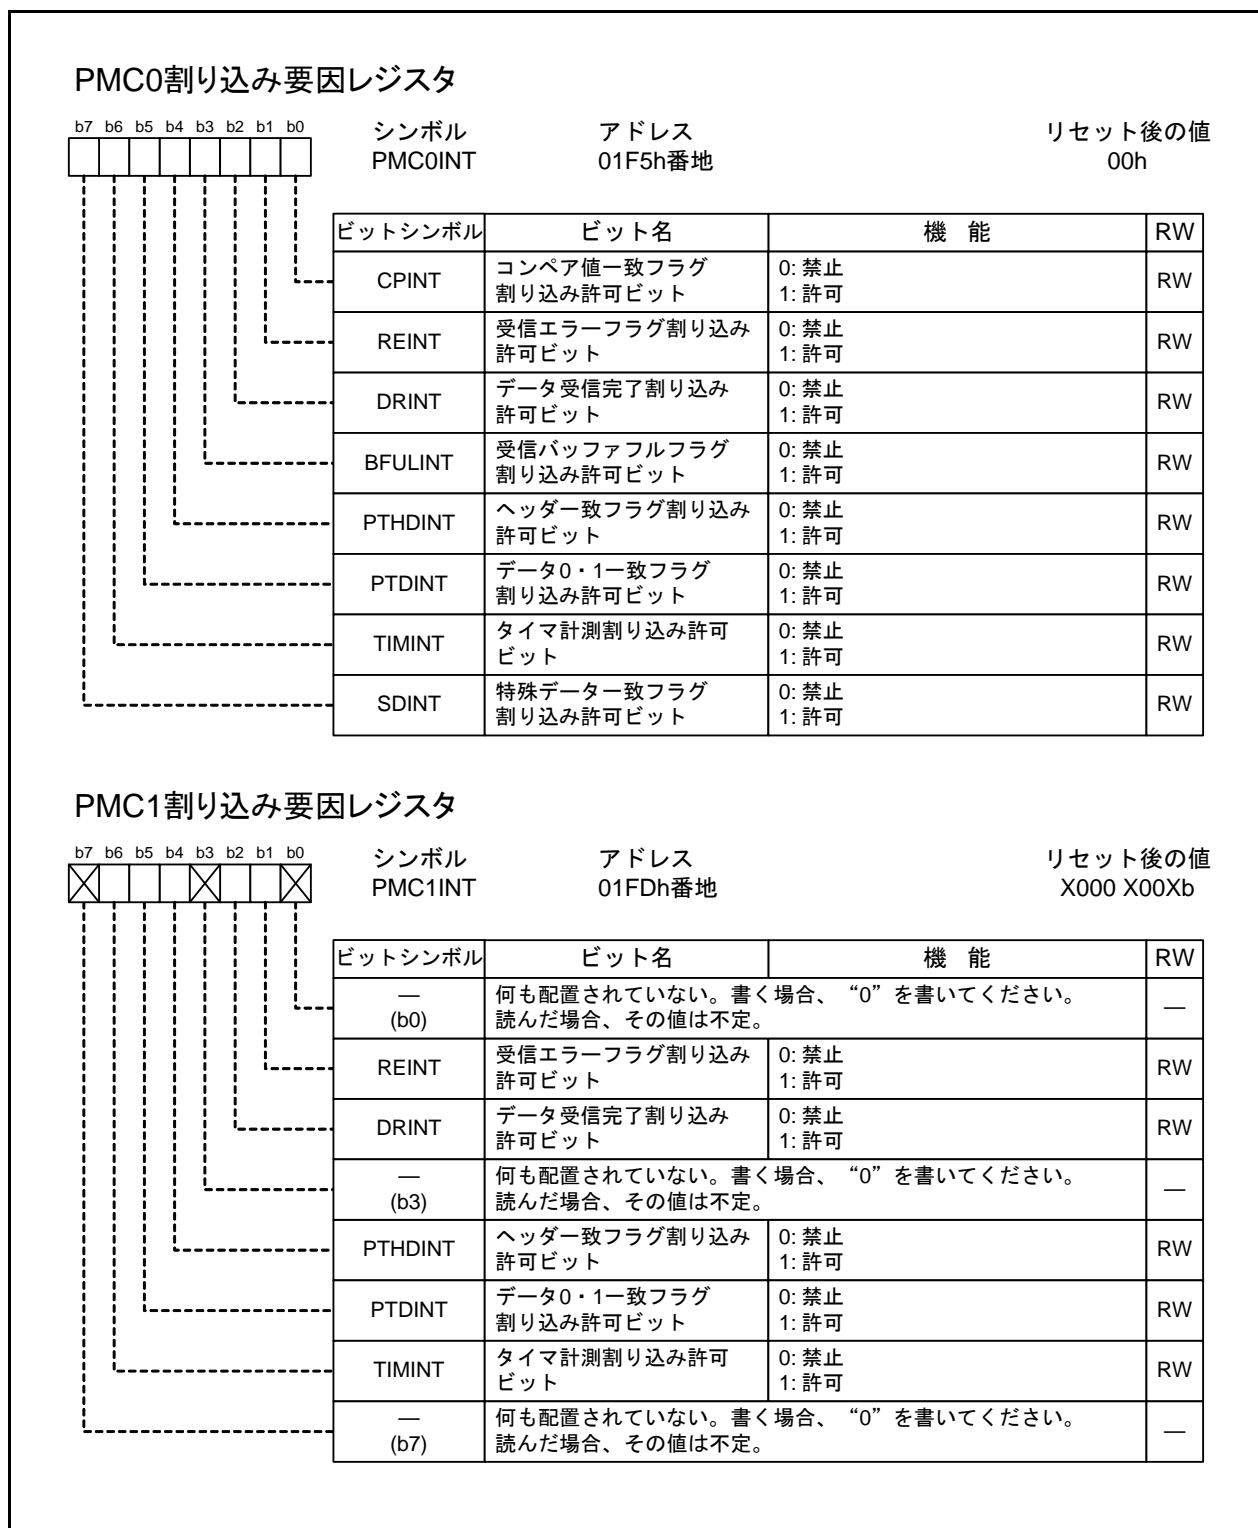 PMC0割り込み要因レジスタ
b7 b6 b5 b4 b3 b2 b1 b0
シンボル アドレス リセット後の値
PMC0INT 01F5h番地 00h
ビットシンボル ビット名 機 能 RW
CPINT コンペア値一致フラグ 0: 禁止 RW
割り込み許可ビット 1: 許可
REINT 受信エラーフラグ割り込み 0: 禁止 RW
許可ビット 1: 許可
DRINT データ受信完了割り込み 0: 禁止 RW
許可ビット 1: 許可
BFULINT 受信バッファフルフラグ 0: 禁止 RW
割り込み許可ビット 1: 許可
PTHDINT ヘッダ一致フラグ割り込み 0: 禁止 RW
許可ビット 1: 許可
PTDINT データ0・1一致フラグ 0: 禁止 RW
割り込み許可ビット 1: 許可
TIMINT タイマ計測割り込み許可 0: 禁止 RW
ビット 1: 許可
SDINT 特殊データ一致フラグ 0: 禁止 RW
割り込み許可ビット 1: 許可
PMC1割り込み要因レジスタ
b7 b6 b5 b4 b3 b2 b1 b0
シンボル アドレス リセット後の値
PMC1INT 01FDh番地 X000 X00Xb
ビットシンボル ビット名 機 能 RW
— 何も配置されていない。書く場合、“0”を書いてください。 —
(b0) 読んだ場合、その値は不定。
REINT 受信エラーフラグ割り込み 0: 禁止 RW
許可ビット 1: 許可
DRINT データ受信完了割り込み 0: 禁止 RW
許可ビット 1: 許可
— 何も配置されていない。書く場合、“0”を書いてください。 —
(b3) 読んだ場合、その値は不定。
PTHDINT ヘッダ一致フラグ割り込み 0: 禁止 RW
許可ビット 1: 許可
PTDINT データ0・1一致フラグ 0: 禁止 RW
割り込み許可ビット 1: 許可
TIMINT タイマ計測割り込み許可 0: 禁止 RW
ビット 1: 許可
— 何も配置されていない。書く場合、“0”を書いてください。 —
(b7) 読んだ場合、その値は不定。